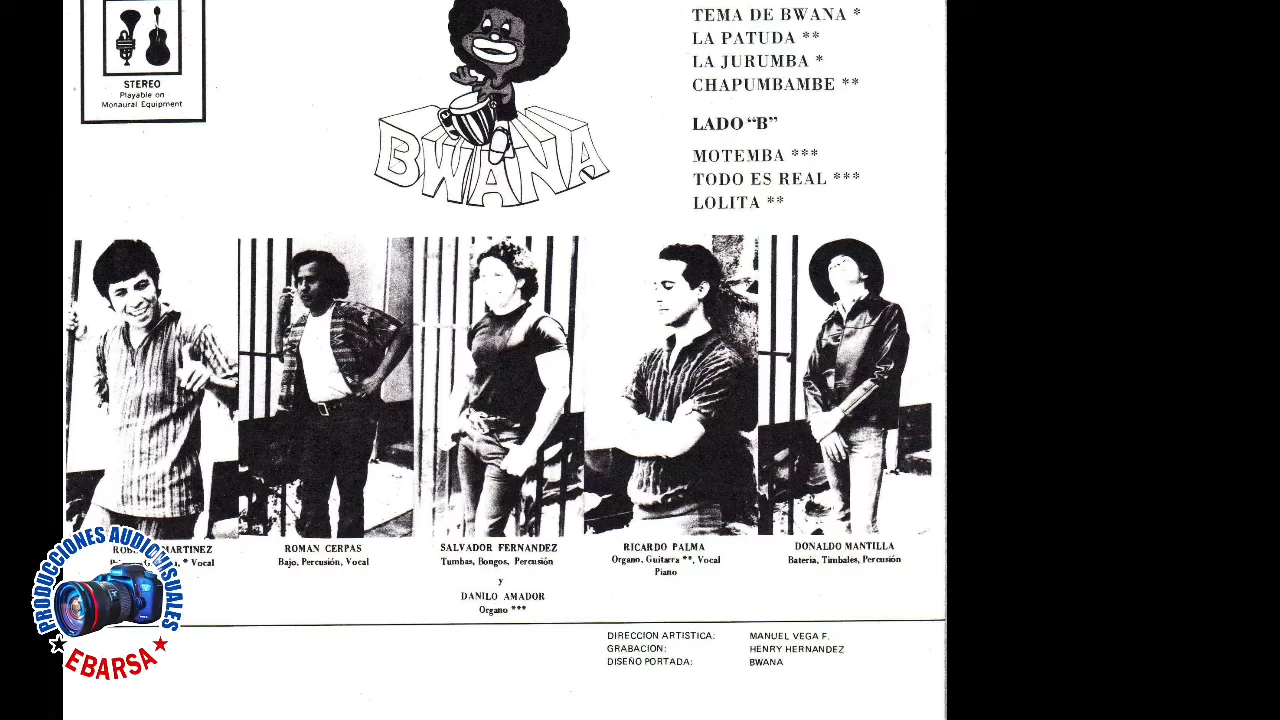 STEREO
Playable on
Monaural Equipment
BWANA
TEMA DE BWANA *
LA PATUDA **
LA JURUMBA *
CHAPUMBAMBE **
LADO "B"
MOTEMBA ***
TODO ES REAL ***
LOLITA **
MARTINEZ
* Vocal
ROMAN CERPAS
Bajo, Percusión, Vocal
SALVADOR FERNANDEZ
Tumbas, Bongos, Percusión
y
DANILO AMADOR
Organo ***
RICARDO PALMA
Organo, Guitarra **, Vocal
Piano
DONALDO MANTILLA
Bateria, Timbales, Percusión
DIRECCION ARTISTICA: MANUEL VEGA F.
GRABACION: HENRY HERNANDEZ
DISEÑO PORTADA: BWANA
PRODUCCIONES AUDIOVISUALES
EBARSA